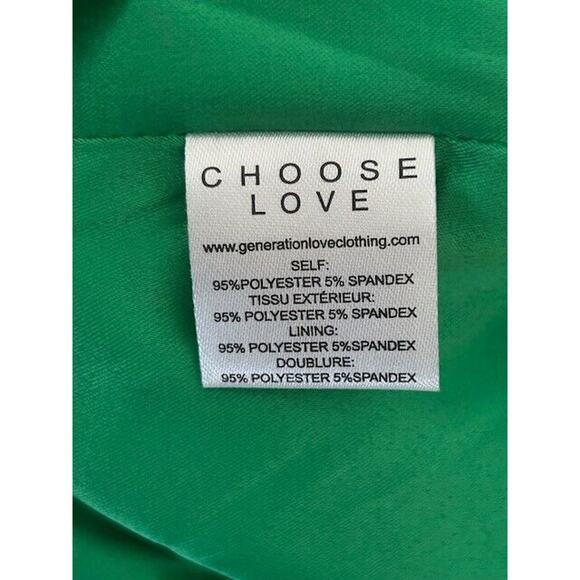 CHOOSE
LOVE
www.generationloveclothing.com
SELF:
95%POLYESTER 5% SPANDEX
TISSU EXTÉRIEUR:
95% POLYESTER 5% SPANDEX
LINING:
95% POLYESTER 5%SPANDEX
DOUBLURE:
95% POLYESTER 5%SPANDEX